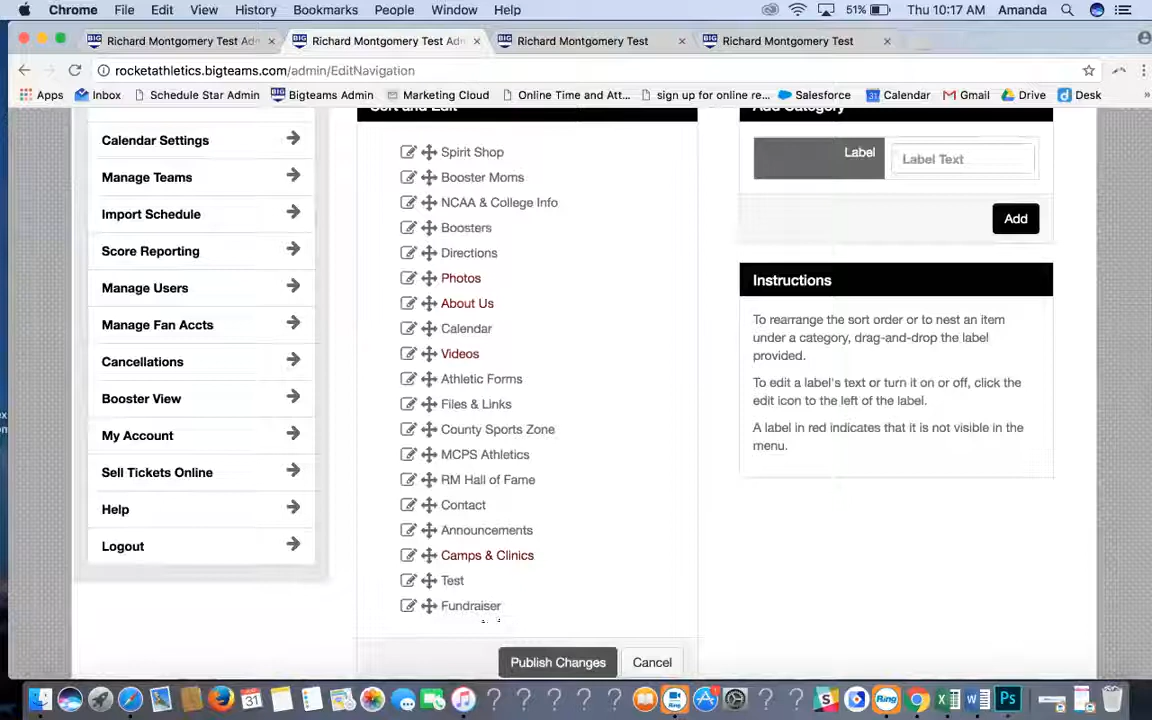 Chrome File Edit View History Bookmarks People Window Help 51% Thu 10:17 AM Amanda
Richard Montgomery Test Adm Richard Montgomery Test Adm Richard Montgomery Test Richard Montgomery Test
rocketathletics.bigteams.com/admin/EditNavigation
Apps Inbox Schedule Star Admin Bigteams Admin Marketing Cloud Online Time and Att... sign up for online re... Salesforce Calendar Gmail Drive Desk »
Sort and Edit
Add Category
Calendar Settings
Manage Teams
Import Schedule
Score Reporting
Manage Users
Manage Fan Accts
Cancellations
Booster View
My Account
Sell Tickets Online
Help
Logout
Spirit Shop
Booster Moms
NCAA & College Info
Boosters
Directions
Photos
About Us
Calendar
Videos
Athletic Forms
Files & Links
County Sports Zone
MCPS Athletics
RM Hall of Fame
Contact
Announcements
Camps & Clinics
Test
Fundraiser
Publish Changes Cancel
Label Label Text
Add
Instructions
To rearrange the sort order or to nest an item
under a category, drag-and-drop the label
provided.
To edit a label's text or turn it on or off, click the
edit icon to the left of the label.
A label in red indicates that it is not visible in the
menu.